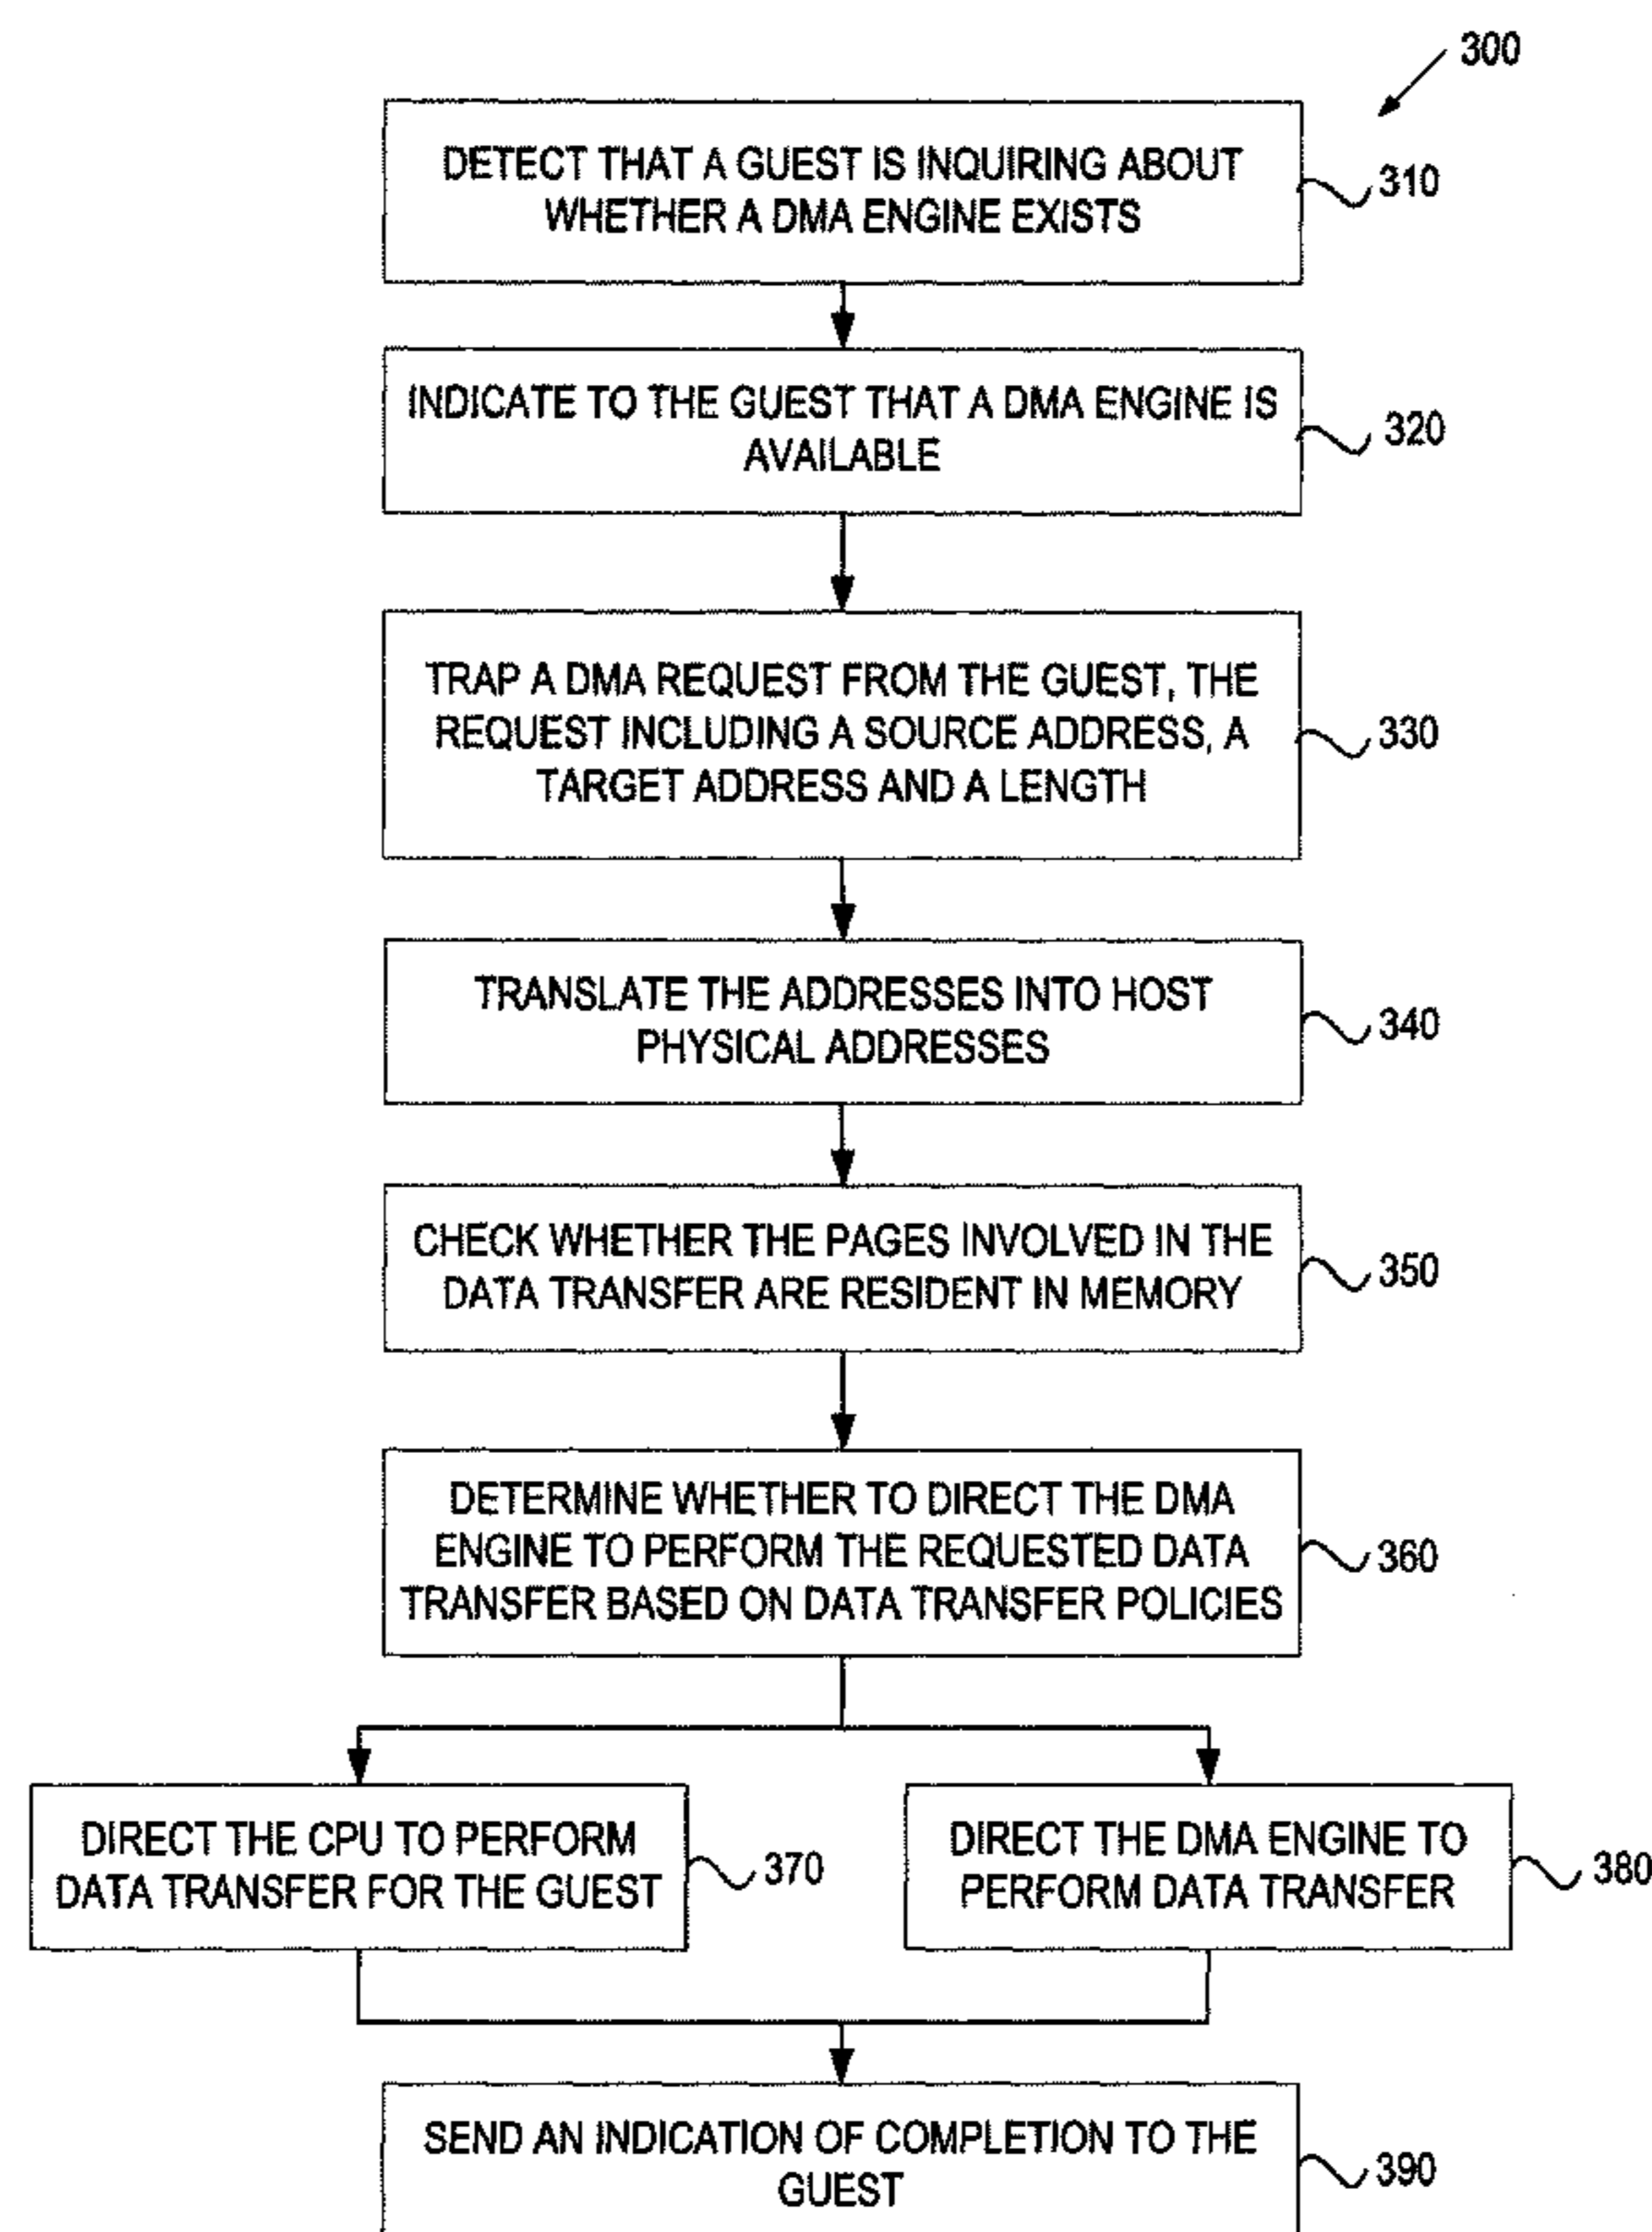 300
DETECT THAT A GUEST IS INQUIRING ABOUT
WHETHER A DMA ENGINE EXISTS
310
INDICATE TO THE GUEST THAT A DMA ENGINE IS
AVAILABLE
320
TRAP A DMA REQUEST FROM THE GUEST, THE
REQUEST INCLUDING A SOURCE ADDRESS, A
TARGET ADDRESS AND A LENGTH
330
TRANSLATE THE ADDRESSES INTO HOST
PHYSICAL ADDRESSES
340
CHECK WHETHER THE PAGES INVOLVED IN THE
DATA TRANSFER ARE RESIDENT IN MEMORY
350
DETERMINE WHETHER TO DIRECT THE DMA
ENGINE TO PERFORM THE REQUESTED DATA
TRANSFER BASED ON DATA TRANSFER POLICIES
360
DIRECT THE CPU TO PERFORM
DATA TRANSFER FOR THE GUEST
370
DIRECT THE DMA ENGINE TO
PERFORM DATA TRANSFER
380
SEND AN INDICATION OF COMPLETION TO THE
GUEST
390